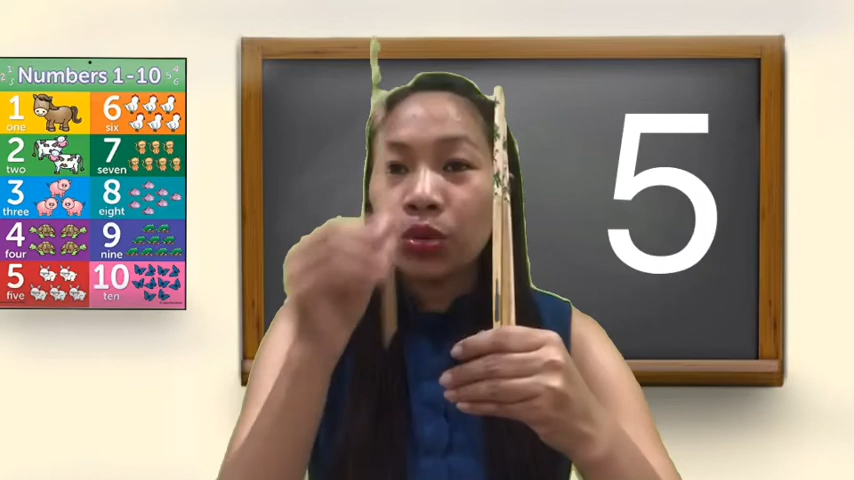 Numbers 1-10
1 one
6 six
2 two
7 seven
3 three
8 eight
4 four
9 nine
5 five
10 ten
5